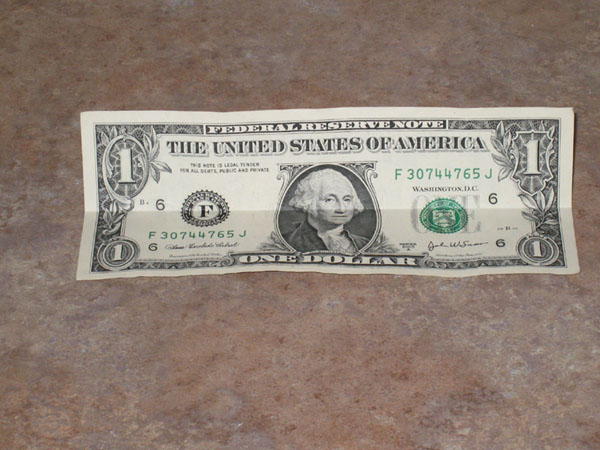 FEDERAL RESERVE NOTE
THE UNITED STATES OF AMERICA
THIS NOTE IS LEGAL TENDER
FOR ALL DEBTS, PUBLIC AND PRIVATE
F 30744765 J
WASHINGTON, D.C.
1
1
6
6
F
F 30744765 J
6
6
1
1
ONE DOLLAR